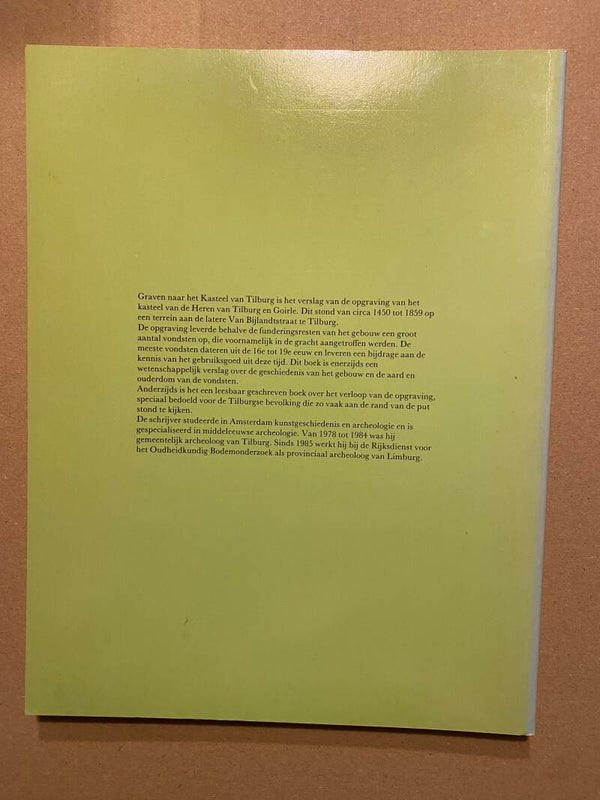 Graven naar het Kasteel van Tilburg is het verslag van de opgraving van het
kasteel van de Heren van Tilburg en Goirle. Dit stond van circa 1450 tot 1859 op
een terrein aan de latere Van Bijlandtstraat te Tilburg.
De opgraving leverde behalve de funderingsresten van het gebouw een groot
aantal vondsten op, die voornamelijk in de gracht aangetroffen werden. De
meeste vondsten dateren uit de 16e tot 19e eeuw en leveren een bijdrage aan de
kennis van het gebruiksgoed uit deze tijd. Dit boek is enerzijds een
wetenschappelijk verslag over de geschiedenis van het gebouw en de aard en
ouderdom van de vondsten.
Anderzijds is het een leesbaar geschreven boek over het verloop van de opgraving,
speciaal bedoeld voor de Tilburgse bevolking die zo vaak aan de rand van de put
stond te kijken.
De schrijver studeerde in Amsterdam kunstgeschiedenis en archeologie en is
gespecialiseerd in middeleeuwse archeologie. Van 1978 tot 1984 was hij
gemeentelijk archeoloog van Tilburg. Sinds 1985 werkt hij bij de Rijksdienst voor
het Oudheidkundig Bodemonderzoek als provinciaal archeoloog van Limburg.